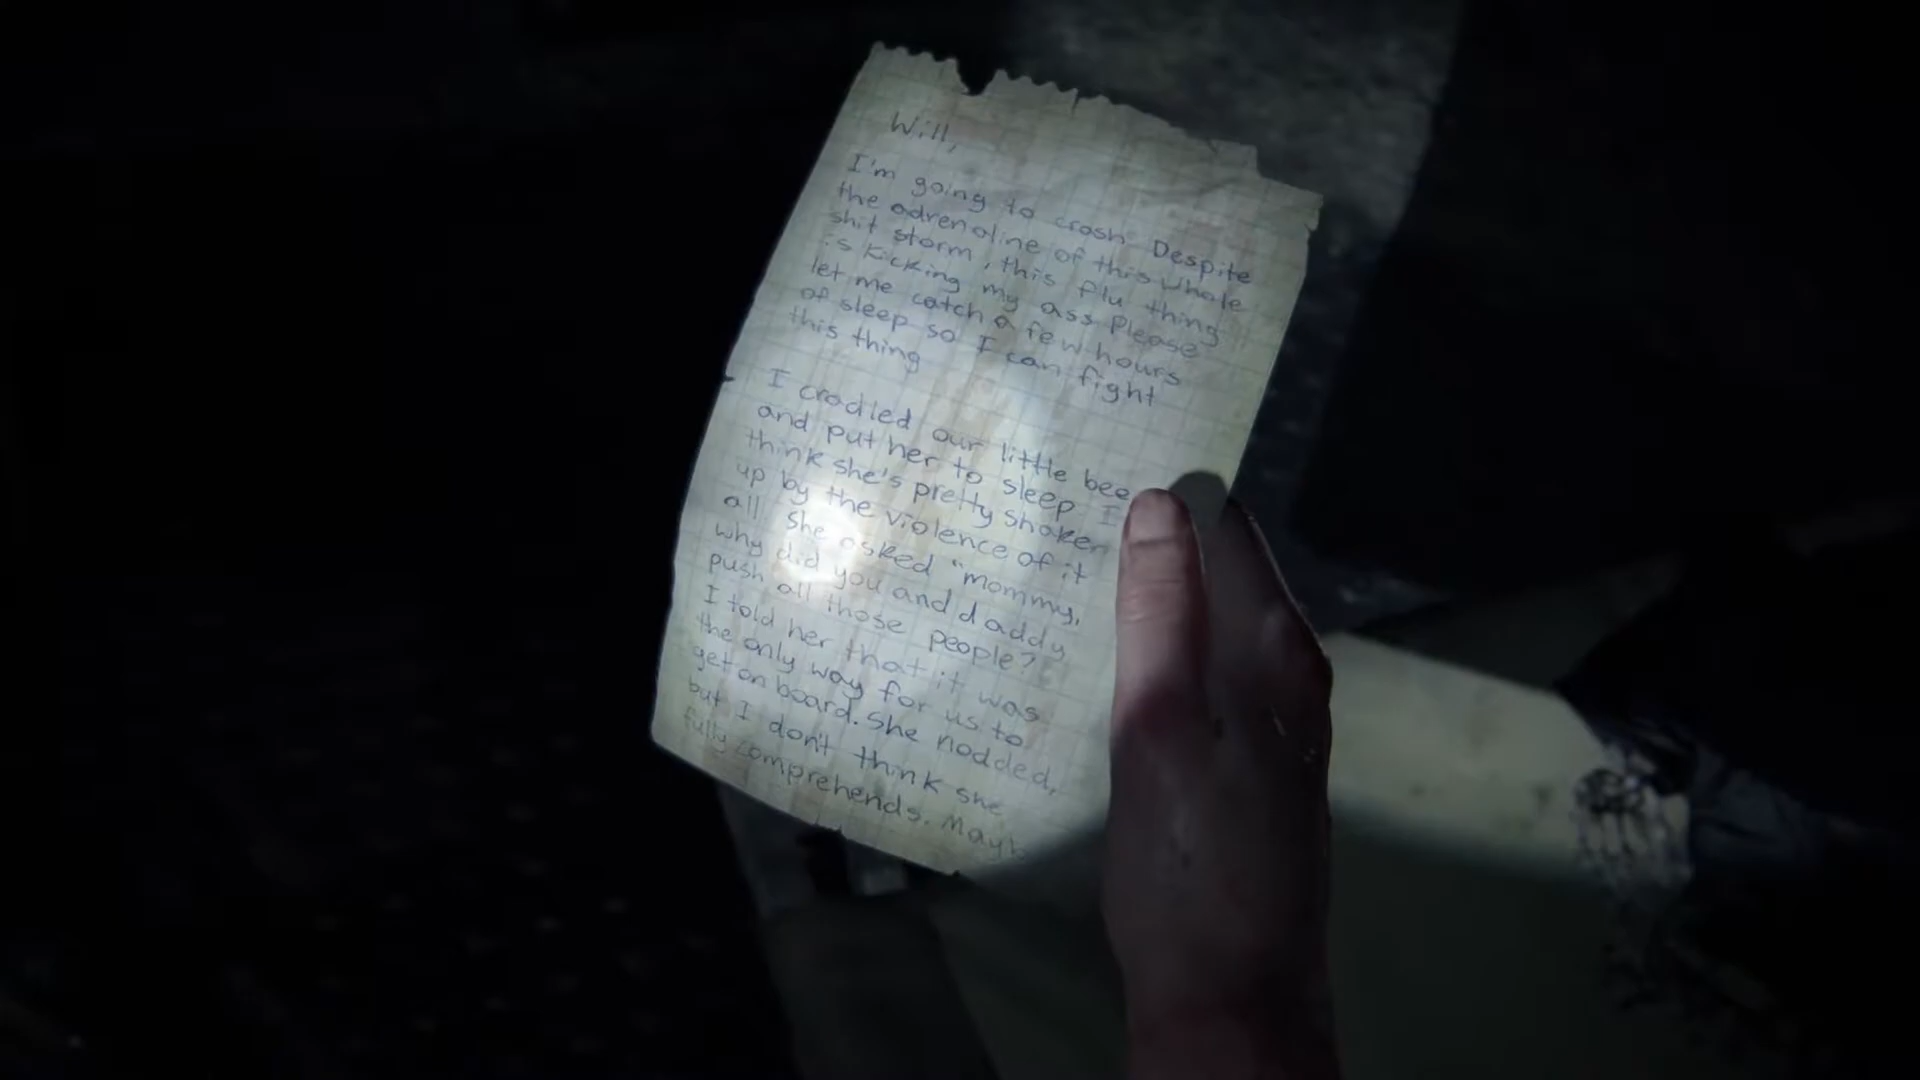 Will,
I'm going to crash. Despite
the adrenaline of this whole
shit storm, this flu thing
is kicking my ass Please
let me catch a few hours
of sleep so I can fight
this thing
I cradled our little bee
and put her to sleep. I
think she's pretty shaken
up by the violence of it
all. She asked "mommy,
why did you and daddy
push all those people?
I told her that it was
the only way for us to
get on board. She nodded,
but I don't think she
fully comprehends.